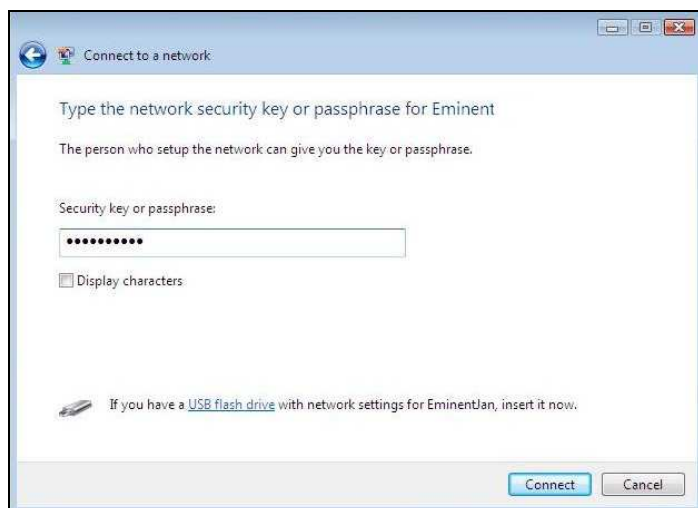 Connect to a network
Type the network security key or passphrase for Eminent
The person who setup the network can give you the key or passphrase.
Security key or passphrase:
••••••••••
Display characters
If you have a USB flash drive with network settings for EminentJan, insert it now.
Connect
Cancel